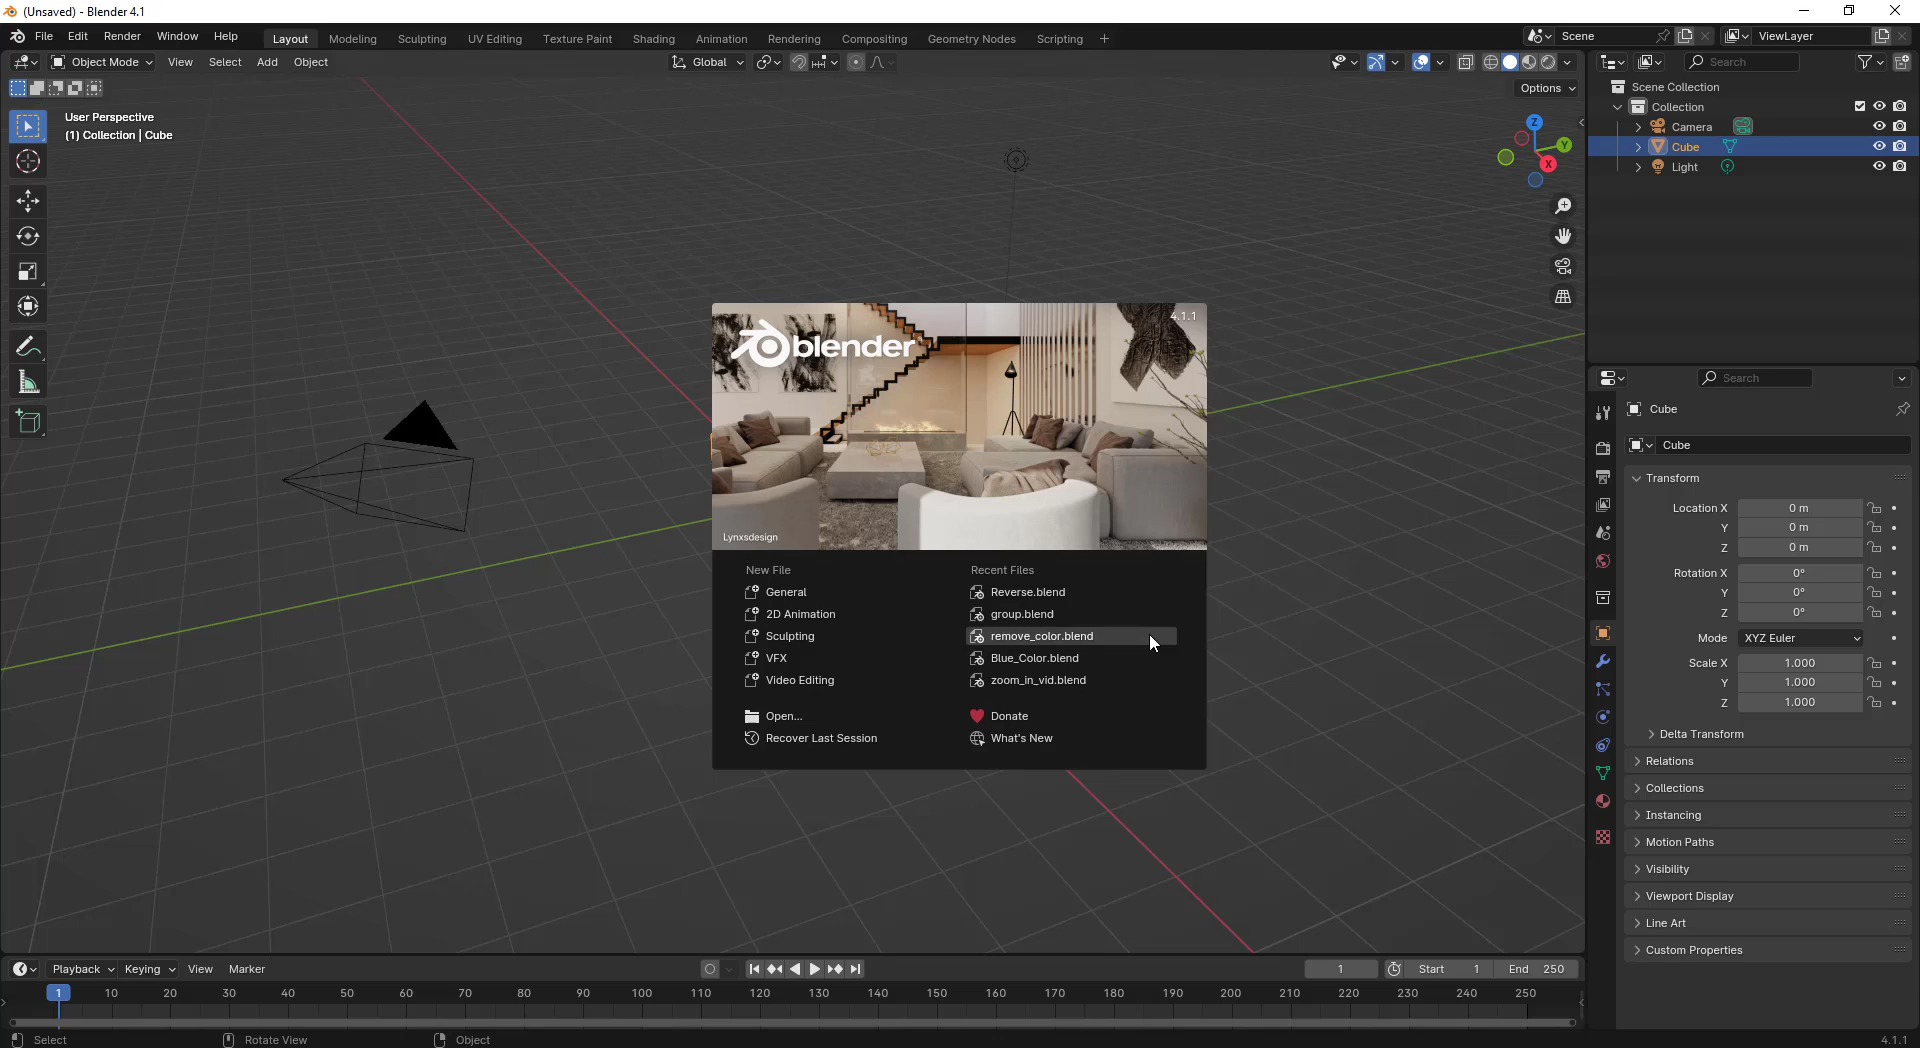 (Unsaved) - Blender 4.1
File Edit Render Window Help
Layout Modeling Sculpting UV Editing Texture Paint Shading Animation Rendering Compositing Geometry Nodes Scripting +
Scene
ViewLayer
Object Mode View Select Add Object
Global
Search
Options
User Perspective
(1) Collection | Cube
Z
Y
X
Scene Collection
Collection
Camera
Cube
Light
4.1.1
blender
Lynxsdesign
New File
General
2D Animation
Sculpting
VFX
Video Editing
Open...
Recover Last Session
Recent Files
Reverse.blend
group.blend
remove_color.blend
Blue_Color.blend
zoom_in_vid.blend
Donate
What's New
Search
Cube
Cube
Transform
Location X 0 m
Y 0 m
Z 0 m
Rotation X 0°
Y 0°
Z 0°
Mode XYZ Euler
Scale X 1.000
Y 1.000
Z 1.000
Delta Transform
Relations
Collections
Instancing
Motion Paths
Visibility
Viewport Display
Line Art
Custom Properties
Playback Keying View Marker
1 Start 1 End 250
1 10 20 30 40 50 60 70 80 90 100 110 120 130 140 150 160 170 180 190 200 210 220 230 240 250
Select Rotate View Object
4.1.1